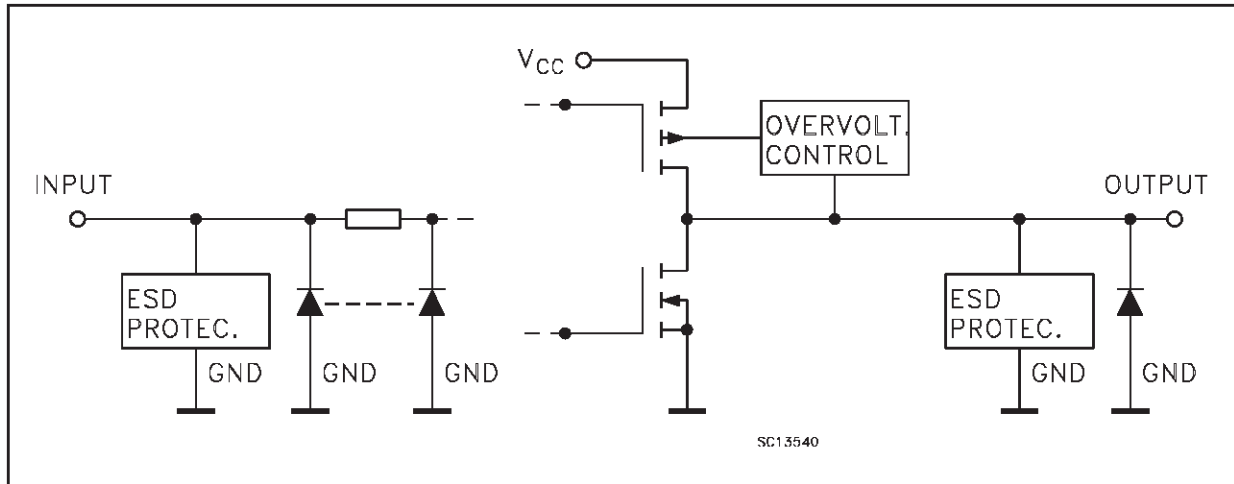 VCC
OVERVOLT.
CONTROL
INPUT
OUTPUT
ESD
PROTEC.
GND
GND
GND
ESD
PROTEC.
GND
GND
SC13540